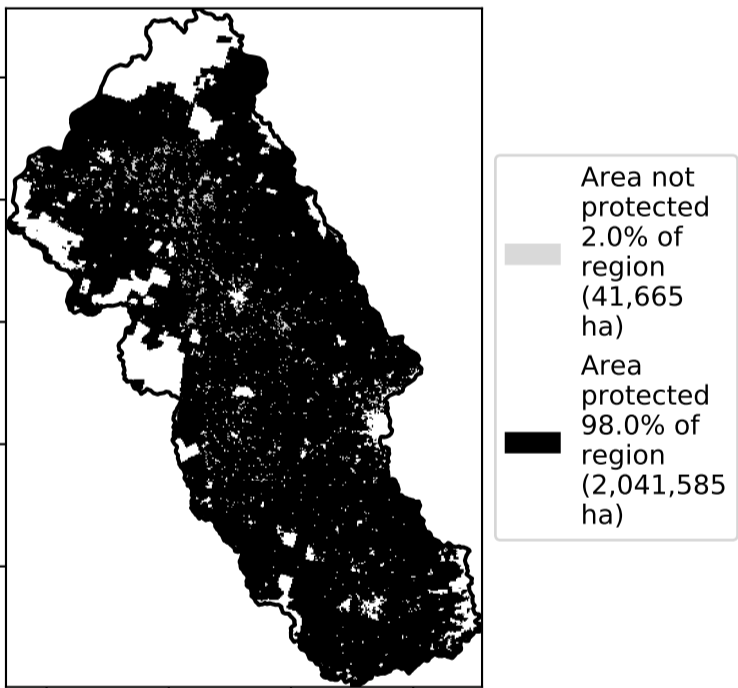 Area not
protected
2.0% of
region
(41,665
ha)
Area
protected
98.0% of
region
(2,041,585
ha)